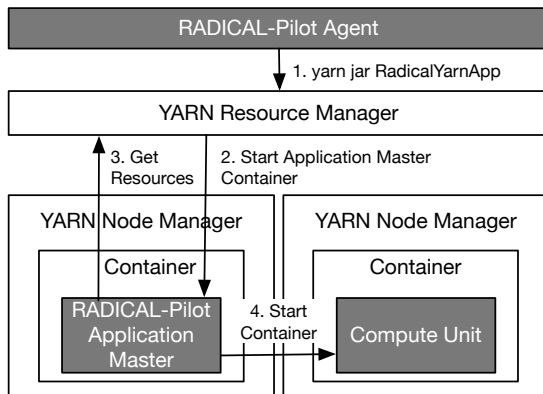 RADICAL-Pilot Agent
1. yarn jar RadicalYarnApp
YARN Resource Manager
3. Get
Resources
2. Start Application Master
Container
YARN Node Manager
Container
RADICAL-Pilot
Application
Master
4. Start
Container
YARN Node Manager
Container
Compute Unit